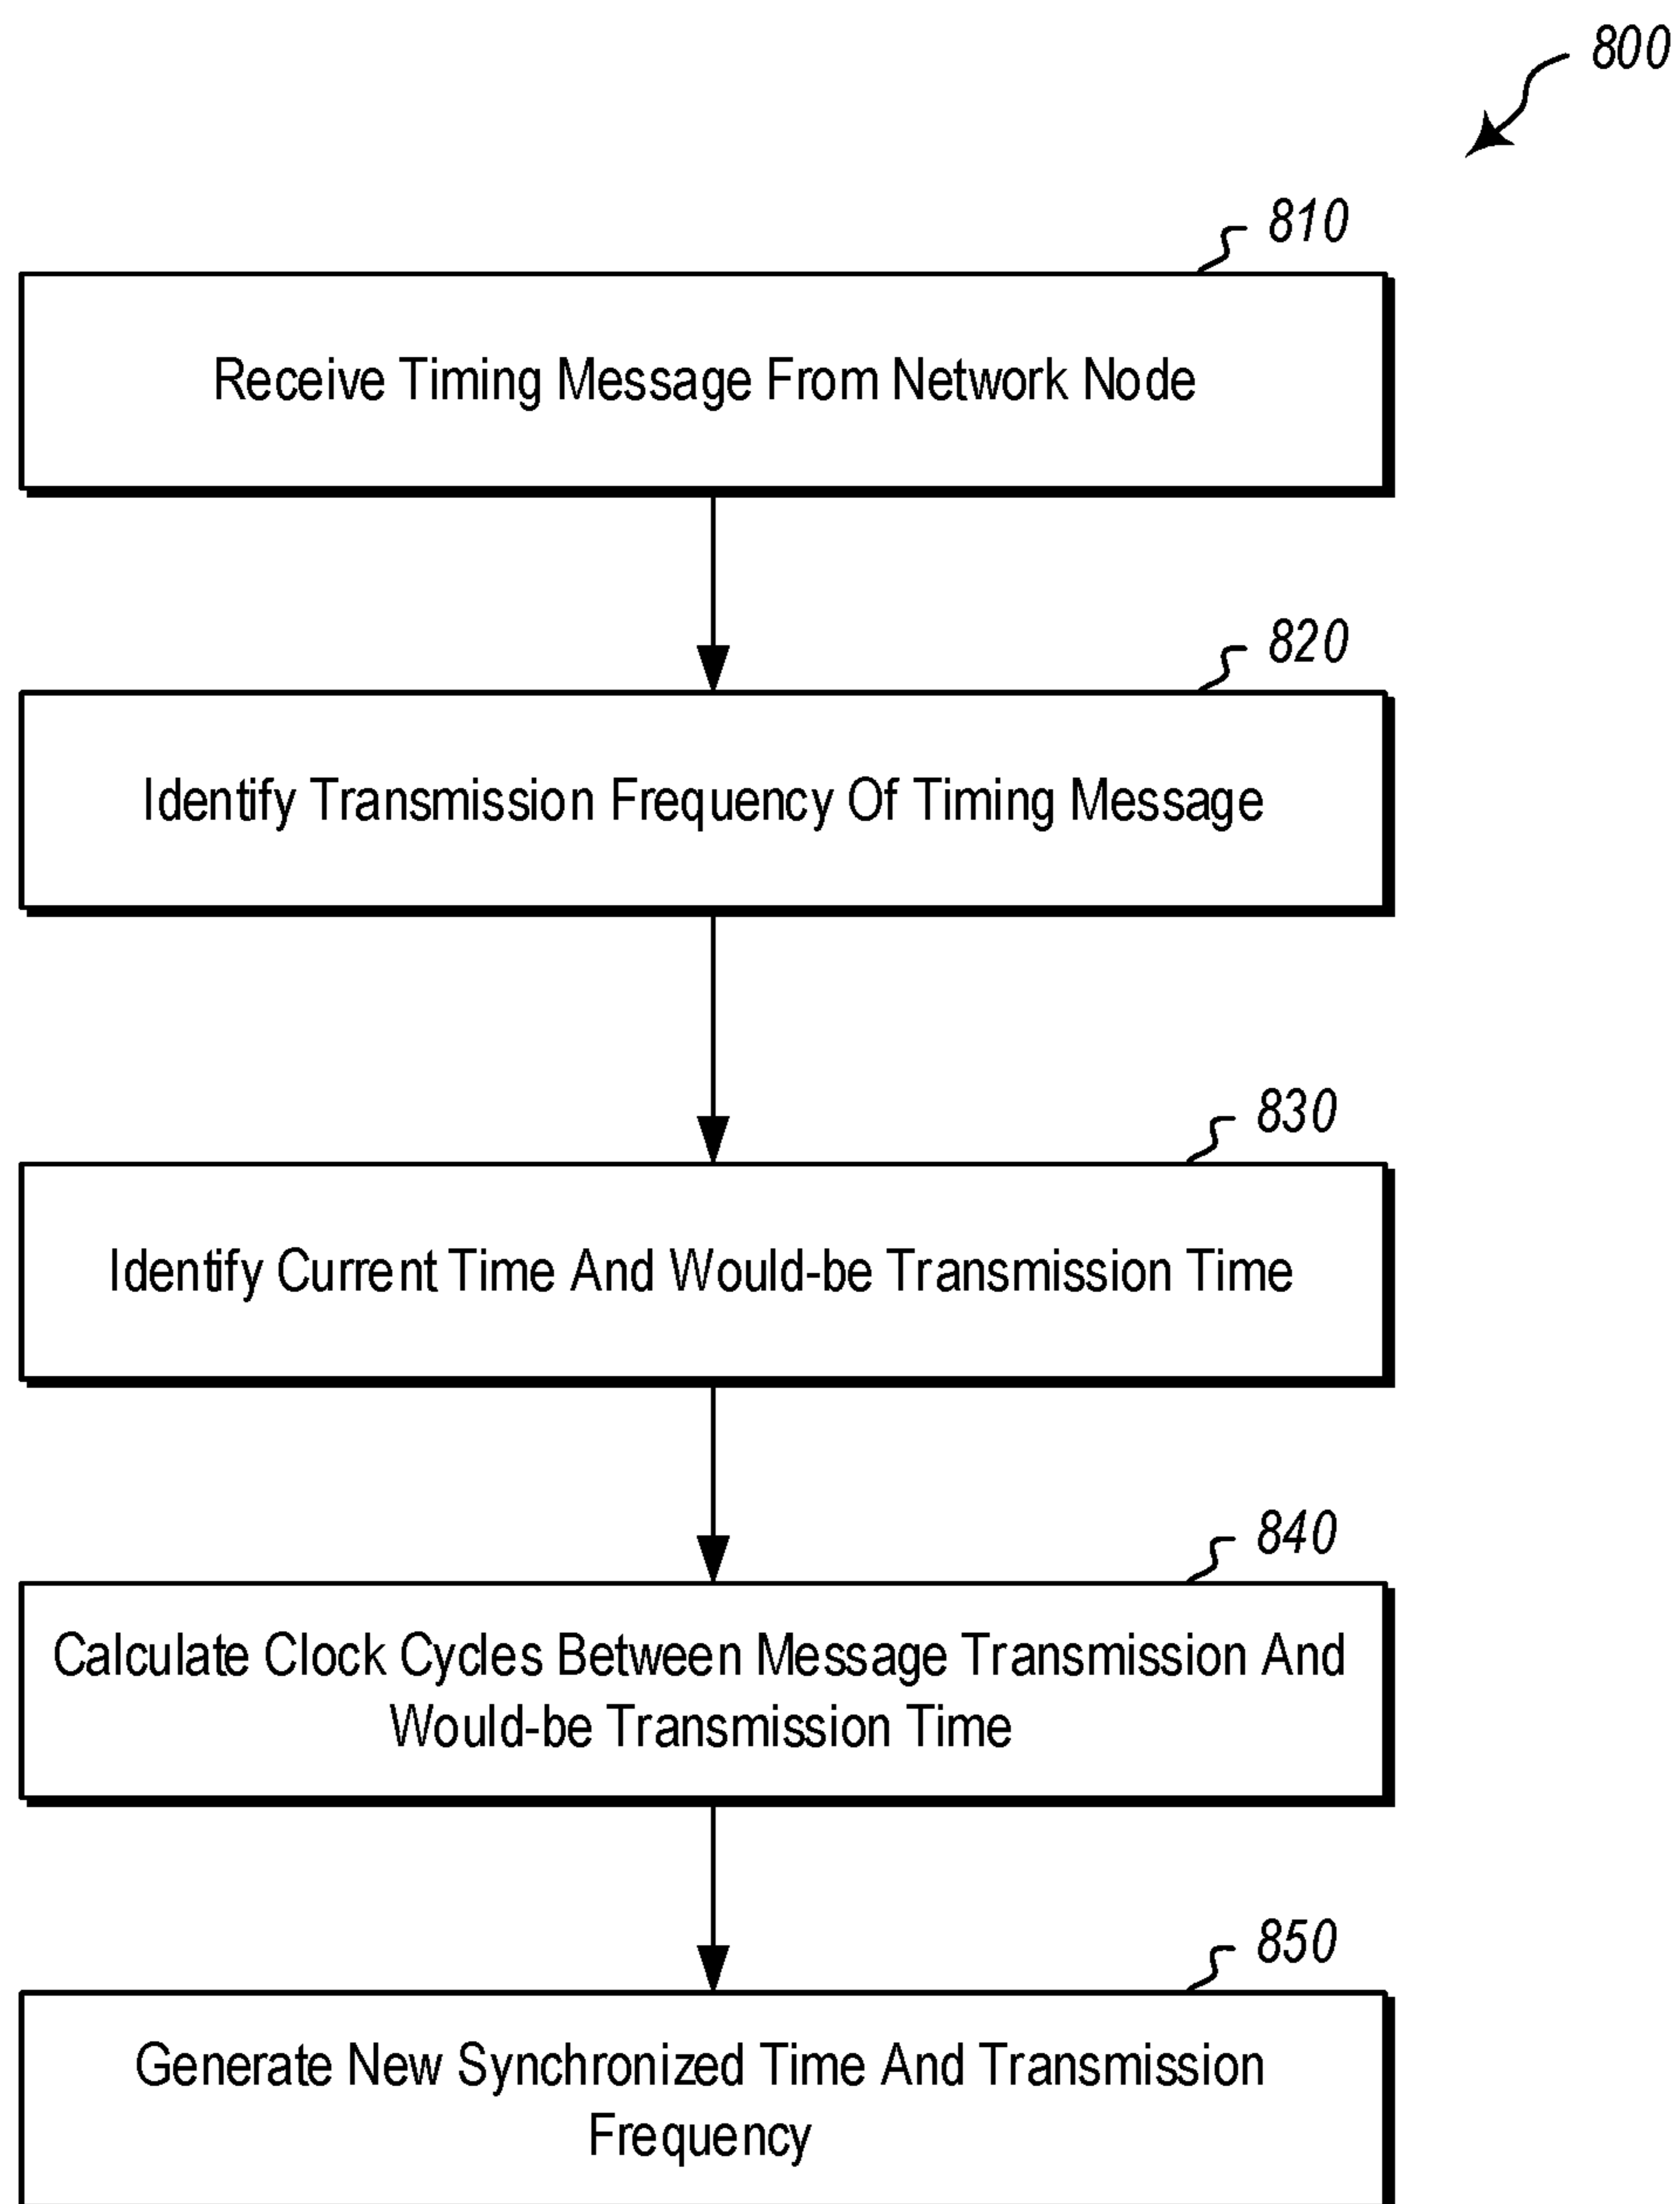 800
810
Receive Timing Message From Network Node
820
Identify Transmission Frequency Of Timing Message
830
Identify Current Time And Would-be Transmission Time
840
Calculate Clock Cycles Between Message Transmission And
Would-be Transmission Time
850
Generate New Synchronized Time And Transmission
Frequency